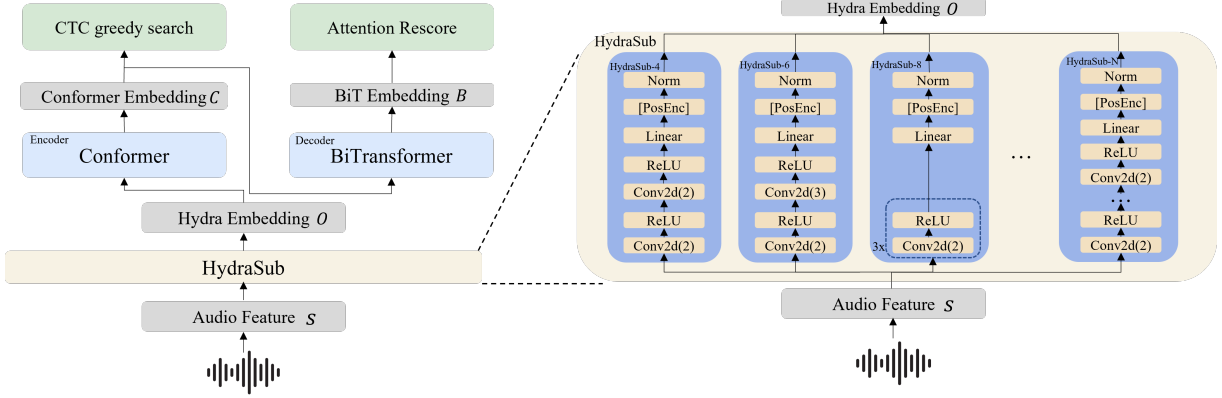 CTC greedy search
Attention Rescore
Conformer Embedding C
BiT Embedding B
Encoder
Conformer
Decoder
BiTransformer
Hydra Embedding O
HydraSub
Audio Feature S
Hydra Embedding O
HydraSub
HydraSub-4
Norm
[PosEnc]
Linear
ReLU
Conv2d(2)
ReLU
Conv2d(2)
HydraSub-6
Norm
[PosEnc]
Linear
ReLU
Conv2d(3)
ReLU
Conv2d(2)
HydraSub-8
Norm
[PosEnc]
Linear
ReLU
3x
Conv2d(2)
...
HydraSub-N
Norm
[PosEnc]
Linear
ReLU
Conv2d(2)
...
ReLU
Conv2d(2)
Audio Feature S